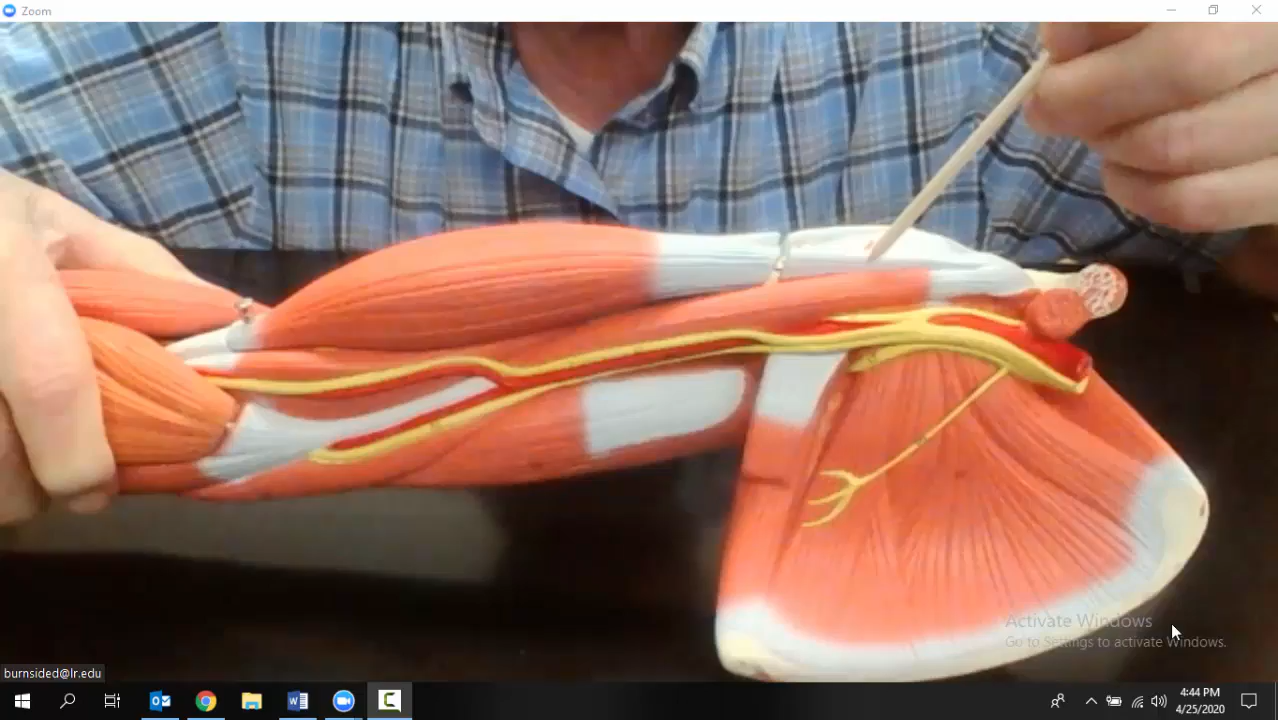 Zoom
Activate Windows
Go to Settings to activate Windows.
burnsided@lr.edu
4:44 PM
4/25/2020